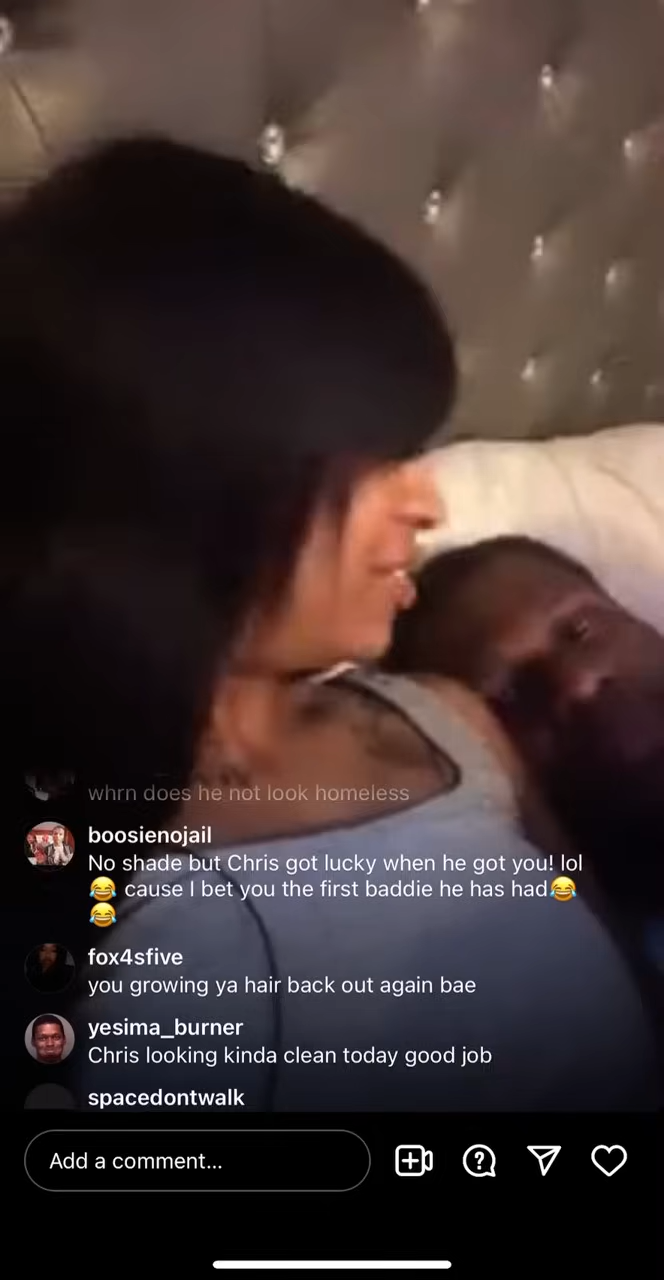 whrn does he not look homeless
boosienojail
No shade but Chris got lucky when he got you! lol
😂 cause I bet you the first baddie he has had😂
😂
fox4sfive
you growing ya hair back out again bae
yesima_burner
Chris looking kinda clean today good job
spacedontwalk
Add a comment...